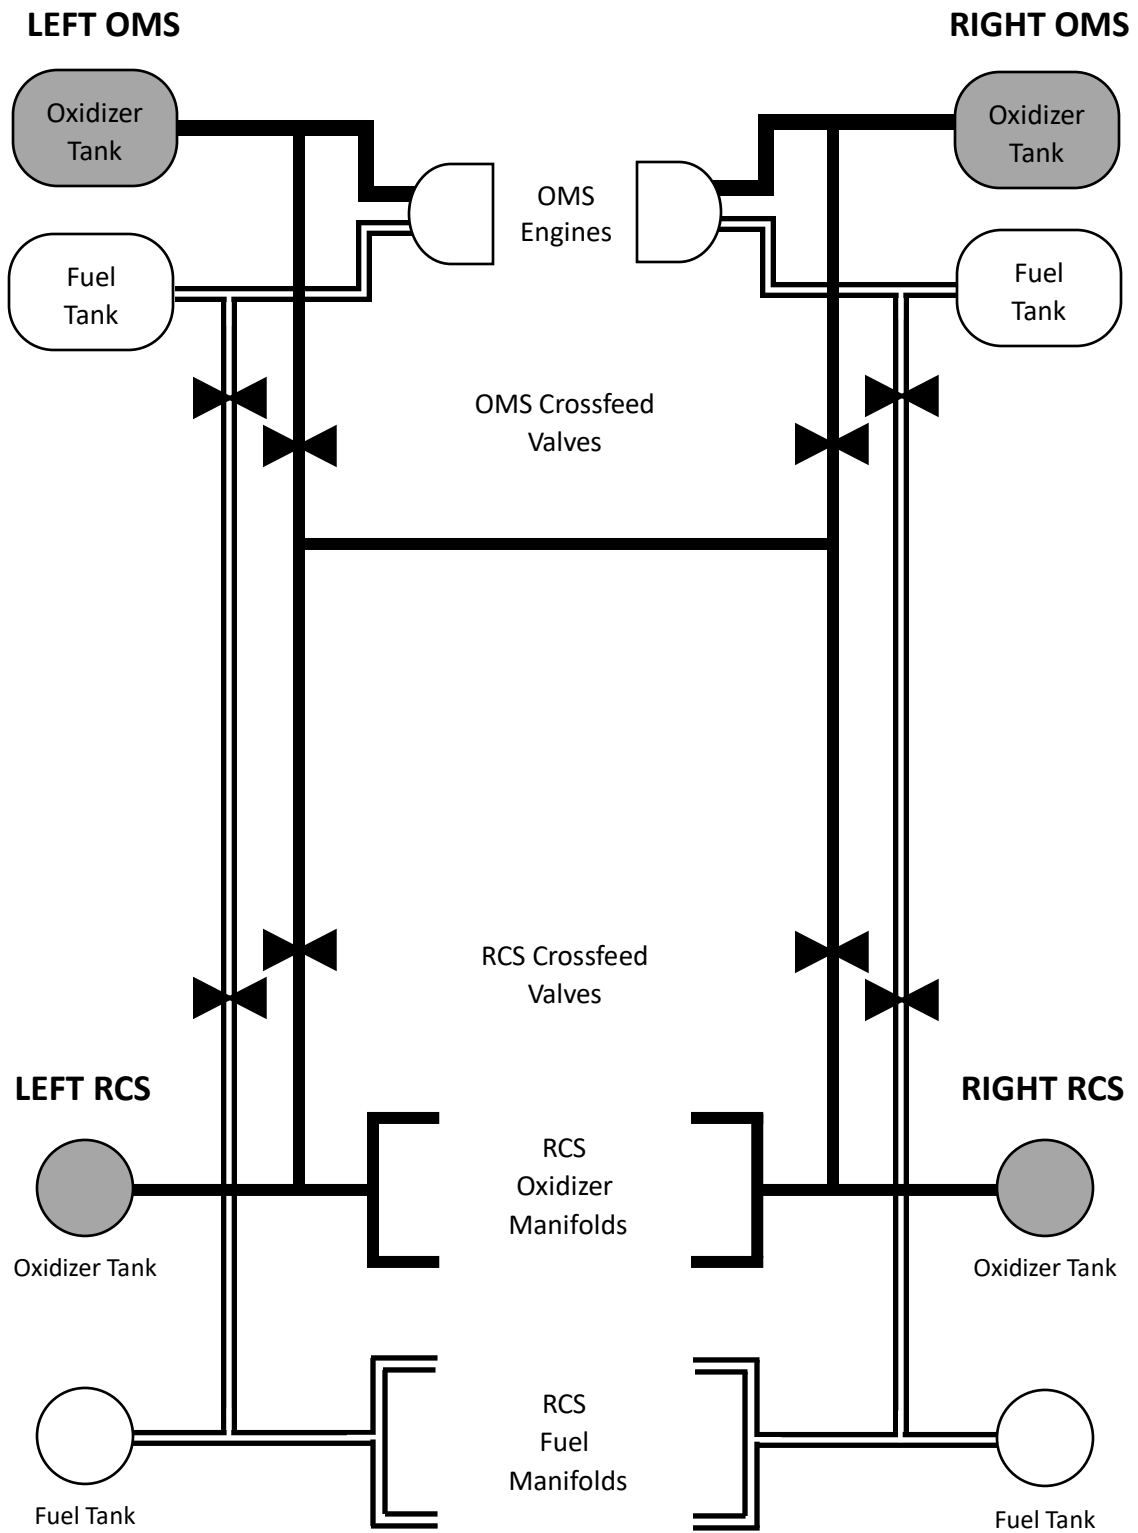 LEFT OMS
RIGHT OMS
Oxidizer
Tank
Oxidizer
Tank
OMS
Engines
Fuel
Tank
Fuel
Tank
OMS Crossfeed
Valves
RCS Crossfeed
Valves
LEFT RCS
RIGHT RCS
RCS
Oxidizer
Manifolds
Oxidizer Tank
Oxidizer Tank
RCS
Fuel
Manifolds
Fuel Tank
Fuel Tank